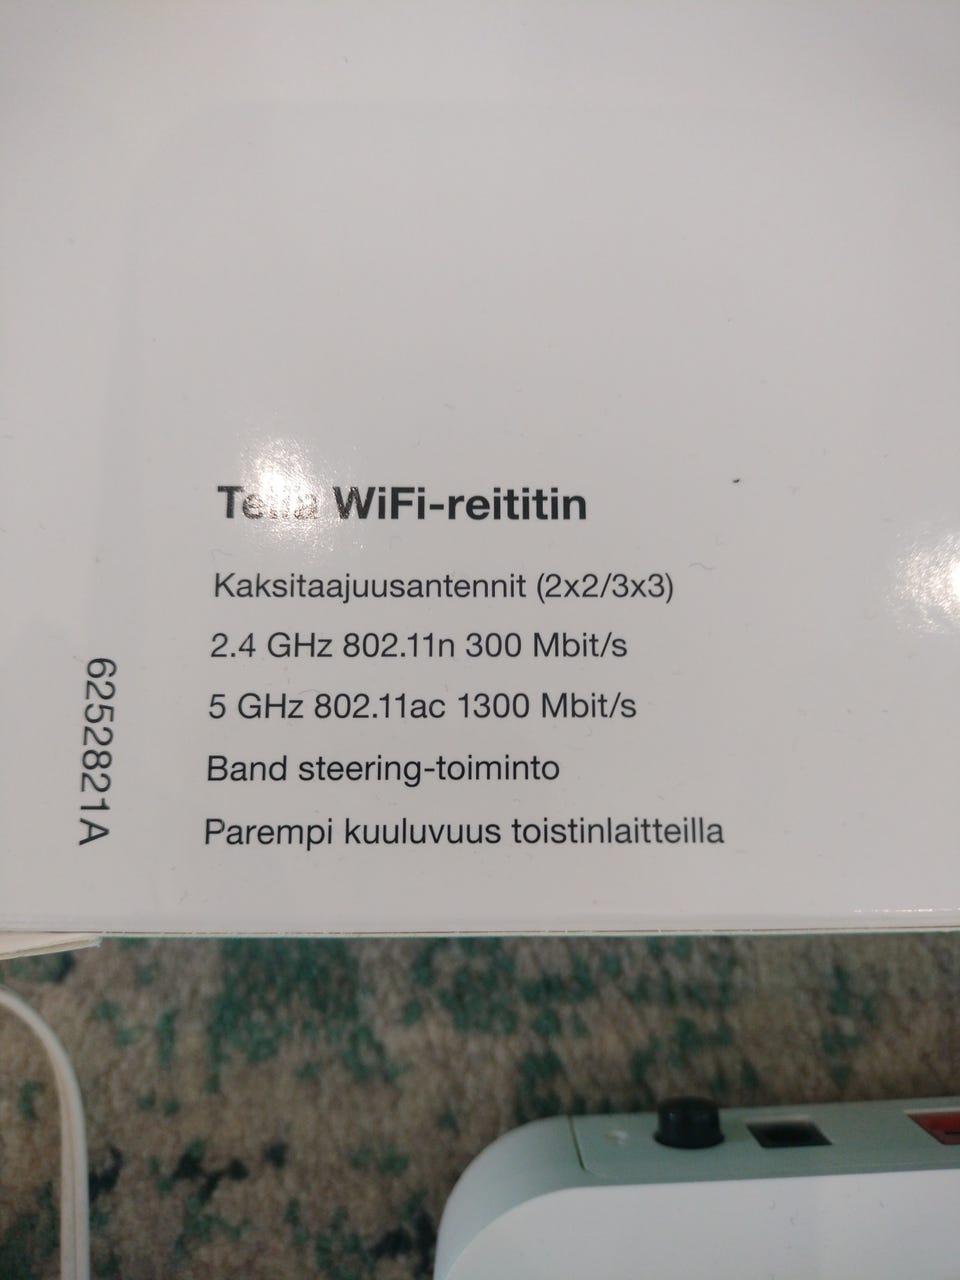 Telia WiFi-reititin
Kaksitaajuusantennit (2x2/3x3)
2.4 GHz 802.11n 300 Mbit/s
5 GHz 802.11ac 1300 Mbit/s
Band steering-toiminto
Parempi kuuluvuus toistinlaitteilla
6252821A